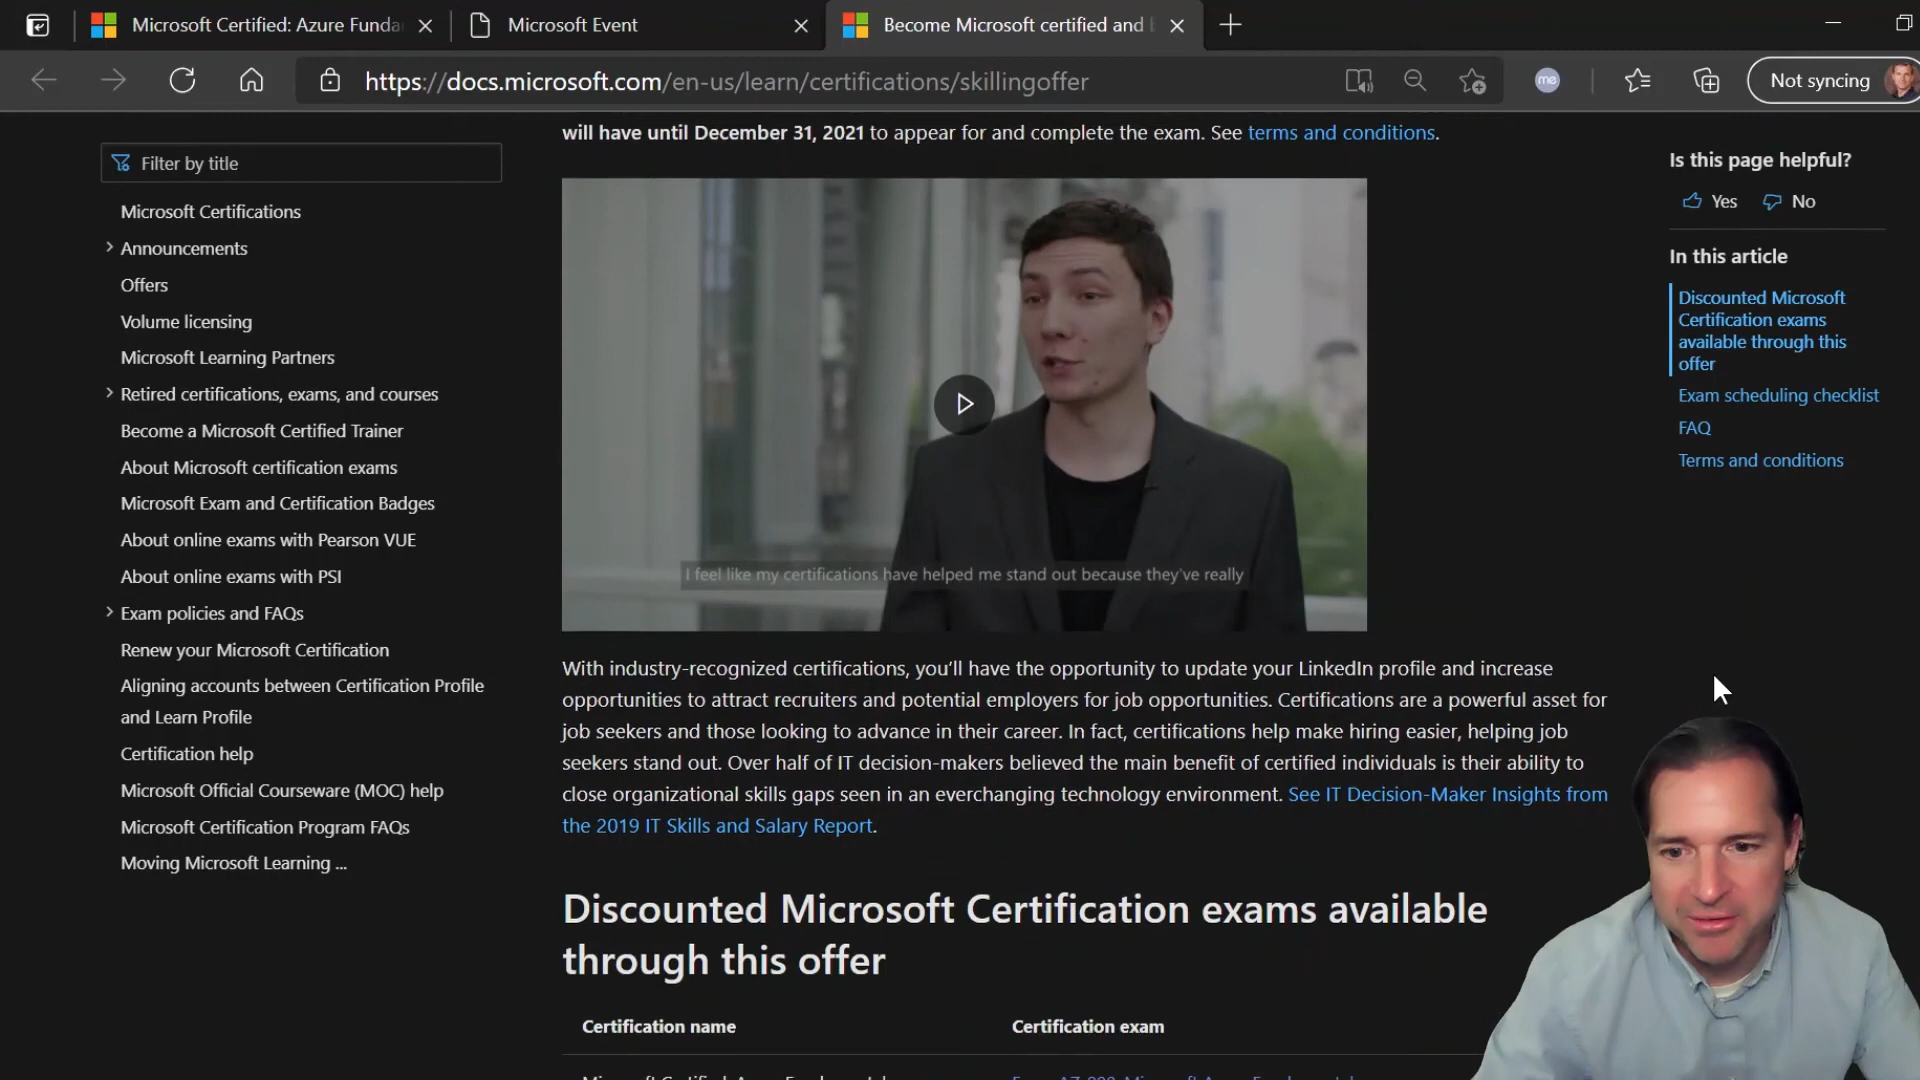 Microsoft Certified: Azure Funda
Microsoft Event
Become Microsoft certified and b
https://docs.microsoft.com/en-us/learn/certifications/skillingoffer
me
Not syncing
Filter by title
Microsoft Certifications
Announcements
Offers
Volume licensing
Microsoft Learning Partners
Retired certifications, exams, and courses
Become a Microsoft Certified Trainer
About Microsoft certification exams
Microsoft Exam and Certification Badges
About online exams with Pearson VUE
About online exams with PSI
Exam policies and FAQs
Renew your Microsoft Certification
Aligning accounts between Certification Profile
and Learn Profile
Certification help
Microsoft Official Courseware (MOC) help
Microsoft Certification Program FAQs
Moving Microsoft Learning ...
will have until December 31, 2021 to appear for and complete the exam. See terms and conditions.
I feel like my certifications have helped me stand out because they've really
With industry-recognized certifications, you'll have the opportunity to update your LinkedIn profile and increase
opportunities to attract recruiters and potential employers for job opportunities. Certifications are a powerful asset for
job seekers and those looking to advance in their career. In fact, certifications help make hiring easier, helping job
seekers stand out. Over half of IT decision-makers believed the main benefit of certified individuals is their ability to
close organizational skills gaps seen in an everchanging technology environment. See IT Decision-Maker Insights from
the 2019 IT Skills and Salary Report.
Discounted Microsoft Certification exams available
through this offer
Certification name
Certification exam
Is this page helpful?
Yes
No
In this article
Discounted Microsoft
Certification exams
available through this
offer
Exam scheduling checklist
FAQ
Terms and conditions